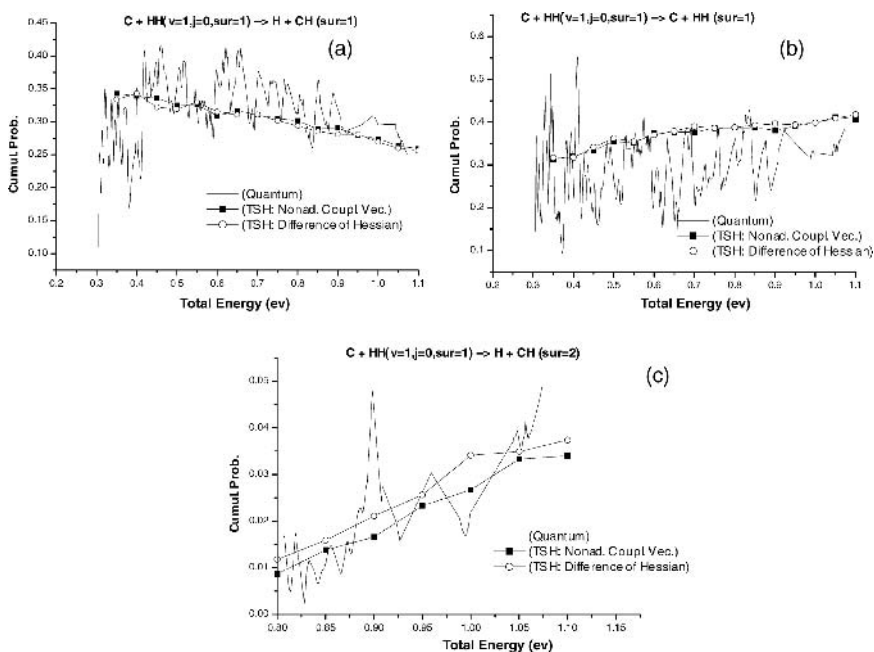 C + HH(v=1,j=0,sur=1) –> H + CH (sur=1)
(a)
0.45
0.40
0.35
0.30
0.25
0.20
0.15
0.10
Cumul Prob.
(Quantum)
(TSH: Nonad. Coupl. Vec.)
(TSH: Difference of Hessian)
0.2 0.3 0.4 0.5 0.6 0.7 0.8 0.9 1.0 1.1
Total Energy (ev)
C + HH(v=1,j=0,sur=1) –> C + HH (sur=1)
(b)
0.6
0.5
0.4
0.3
0.2
0.1
Cumul Prob.
(Quantum)
(TSH: Nonad. Coupl. Vec.)
(TSH: Difference of Hessian)
0.2 0.3 0.4 0.5 0.6 0.7 0.8 0.9 1.0 1.1
Total Energy (ev)
C + HH(v=1,j=0,sur=1) –> H + CH (sur=2)
(c)
0.05
0.04
0.03
0.02
0.01
0.00
Cumul Prob.
(Quantum)
(TSH: Nonad. Coupl. Vec.)
(TSH: Difference of Hessian)
0.80 0.85 0.90 0.95 1.00 1.05 1.10 1.15
Total Energy (ev)